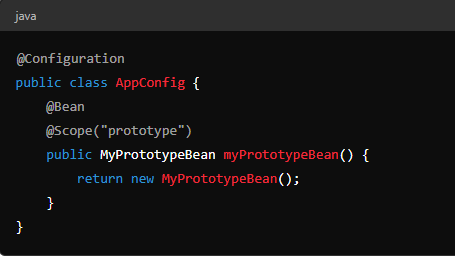 java
@Configuration
public class AppConfig {
    @Bean
    @Scope("prototype")
    public MyPrototypeBean myPrototypeBean() {
        return new MyPrototypeBean();
    }
}